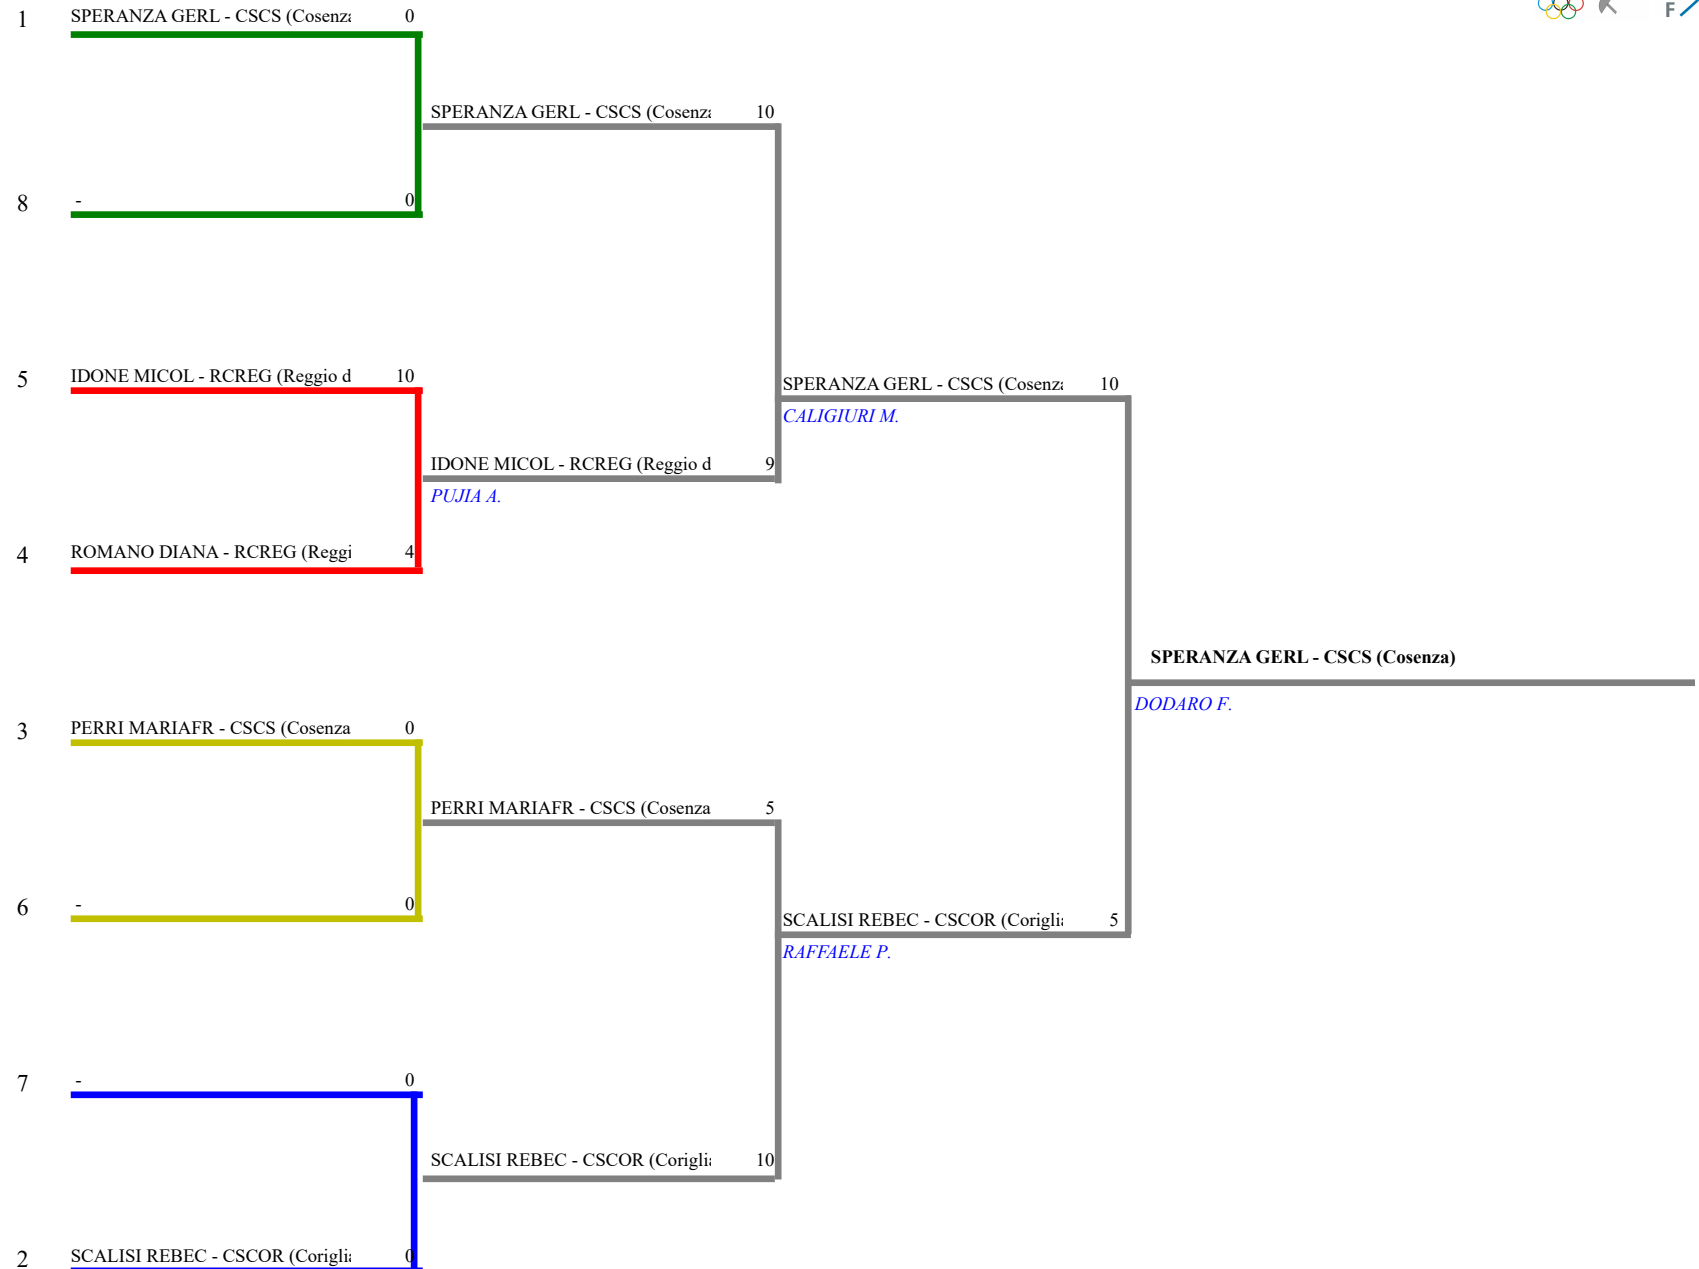 1 SPERANZA GERL - CSCS (Cosenz 0
F
SPERANZA GERL - CSCS (Cosenz 10
8 - 0
5 IDONE MICOL - RCREG (Reggio d 10
SPERANZA GERL - CSCS (Cosenz 10
CALIGIURI M.
IDONE MICOL - RCREG (Reggio d 9
PUJIA A.
4 ROMANO DIANA - RCREG (Reggi 4
SPERANZA GERL - CSCS (Cosenza)
DODARO F.
3 PERRI MARIAFR - CSCS (Cosenza 0
PERRI MARIAFR - CSCS (Cosenza 5
6 - 0
SCALISI REBEC - CSCOR (Corigli 5
RAFFAELE P.
7 - 0
SCALISI REBEC - CSCOR (Corigli 10
2 SCALISI REBEC - CSCOR (Corigli 0